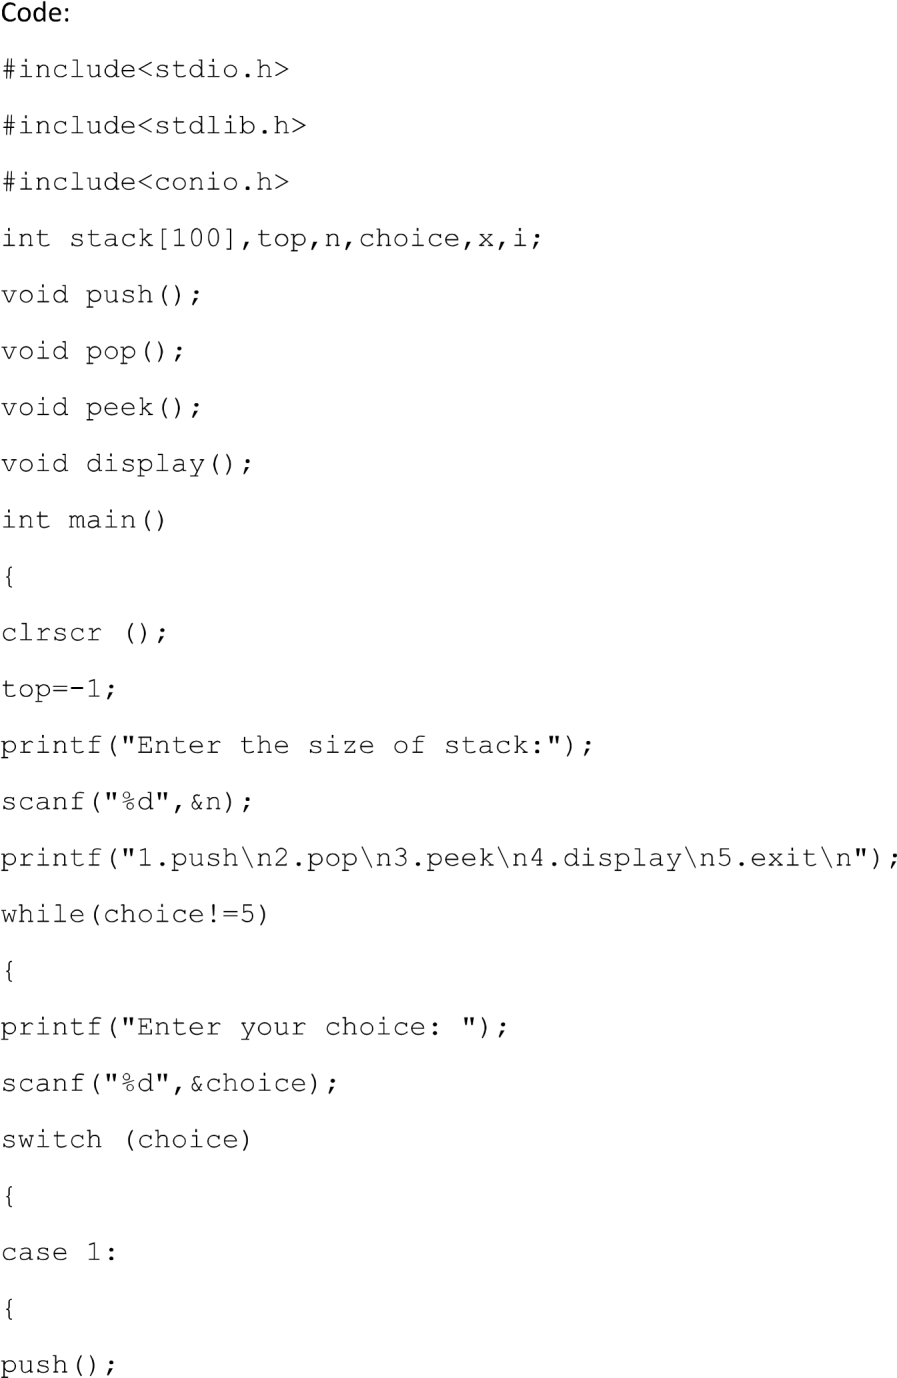 Code:
#include<stdio.h>
#include<stdlib.h>
#include<conio.h>
int stack[100],top,n,choice,x,i;
void push();
void pop();
void peek();
void display();
int main()
{
clrscr ();
top=-1;
printf("Enter the size of stack:");
scanf("%d",&n);
printf("1.push\n2.pop\n3.peek\n4.display\n5.exit\n");
while(choice!=5)
{
printf("Enter your choice: ");
scanf("%d",&choice);
switch (choice)
{
case 1:
{
push();